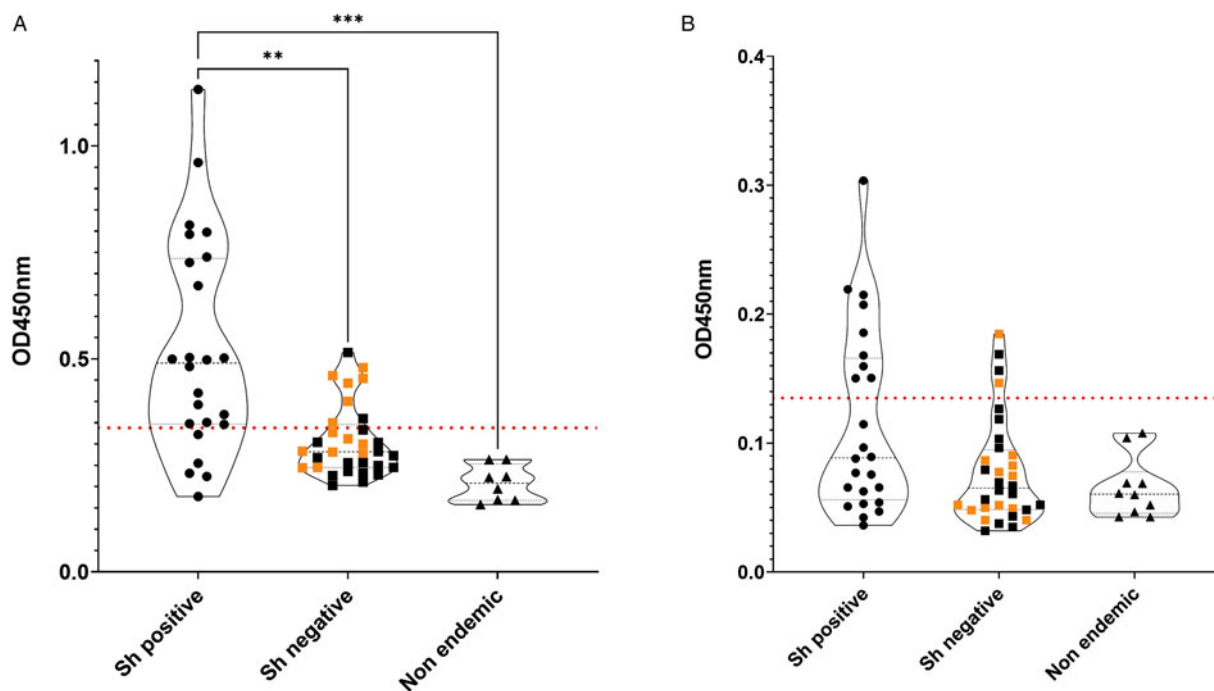 A
***
**
1.0
0.5
0.0
OD450nm
Sh positive
Sh negative
Non endemic
B
0.4
0.3
0.2
0.1
0.0
OD450nm
Sh positive
Sh negative
Non endemic